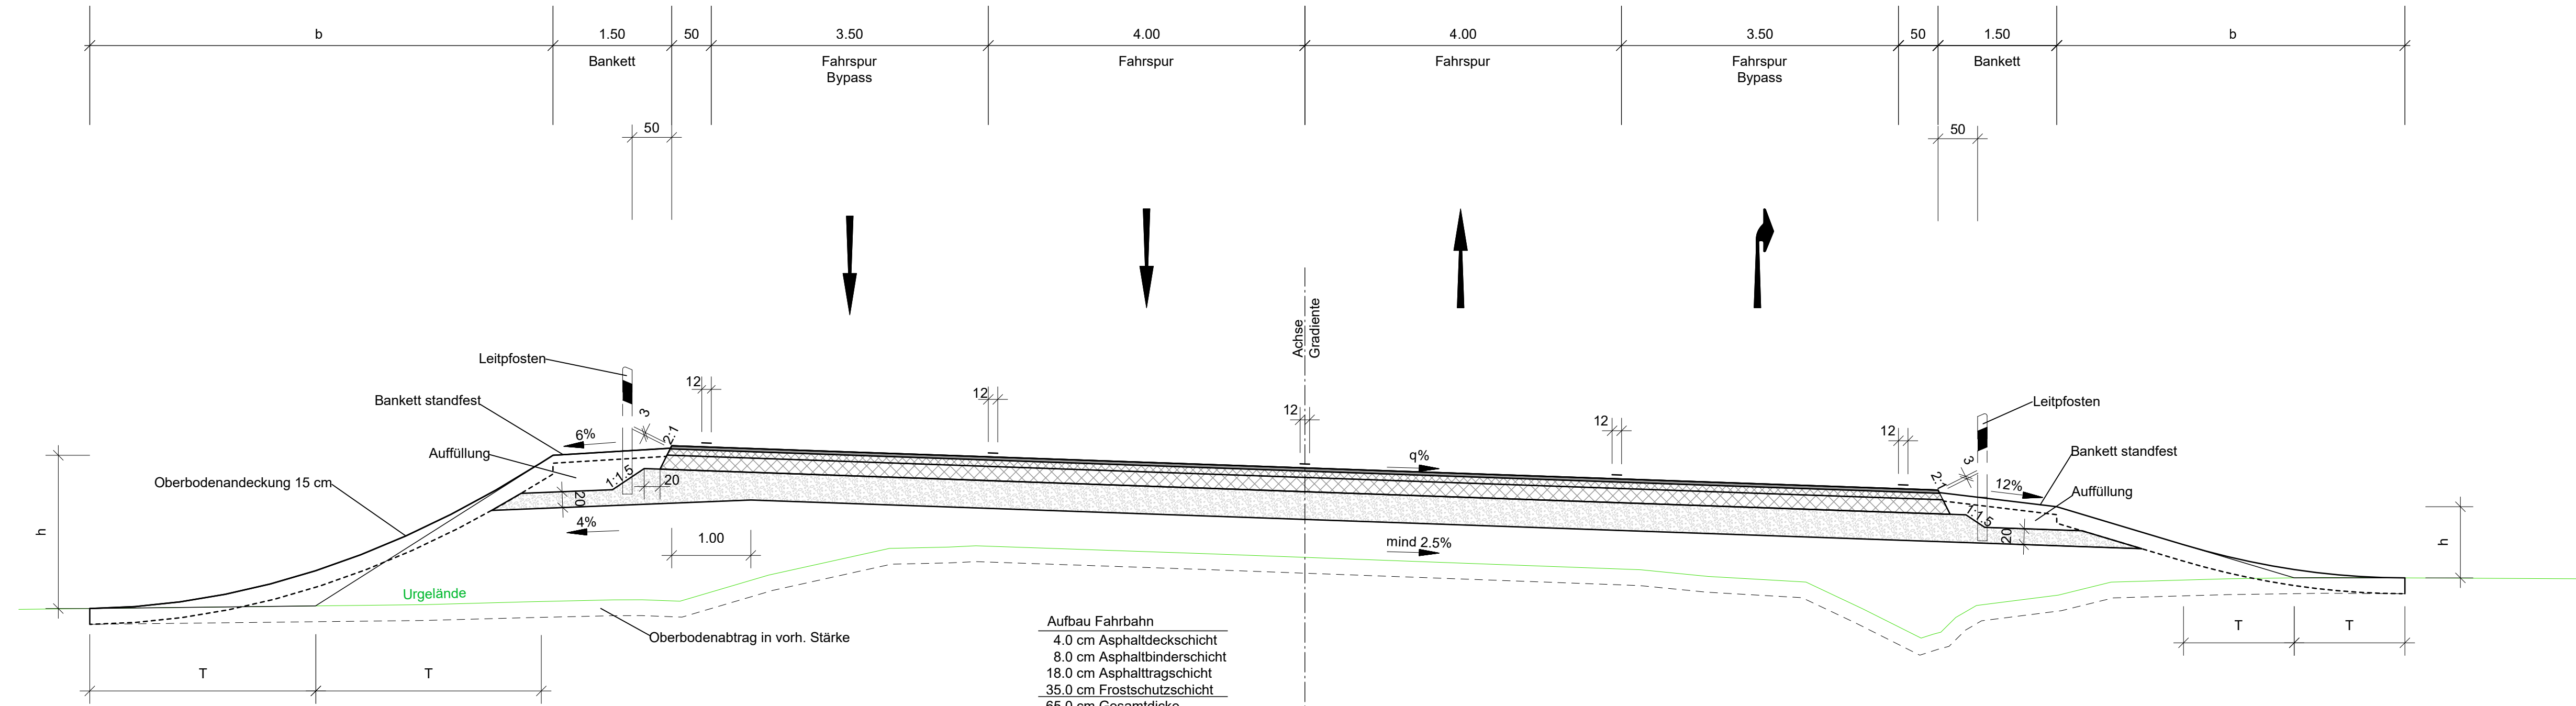 b
1.50
50
3.50
4.00
4.00
3.50
50
1.50
b
Bankett
Fahrspur
Bypass
Fahrspur
Fahrspur
Fahrspur
Bypass
Bankett
50
50
Achse
Gradiente
Leitpfosten
Bankett standfest
Auffüllung
Oberbodenandeckung 15 cm
6%
3
2:1
1:1.5
20
20
4%
1.00
12
12
12
12
12
q%
mind 2.5%
Leitpfosten
Bankett standfest
Auffüllung
3
2:1
12%
1:1.5
20
h
h
Urgelände
Oberbodenabtrag in vorh. Stärke
T
T
T
T
Aufbau Fahrbahn
4.0 cm Asphaltdeckschicht
8.0 cm Asphaltbinderschicht
18.0 cm Asphalttragschicht
35.0 cm Frostschutzschicht
65.0 cm Gesamtdicke